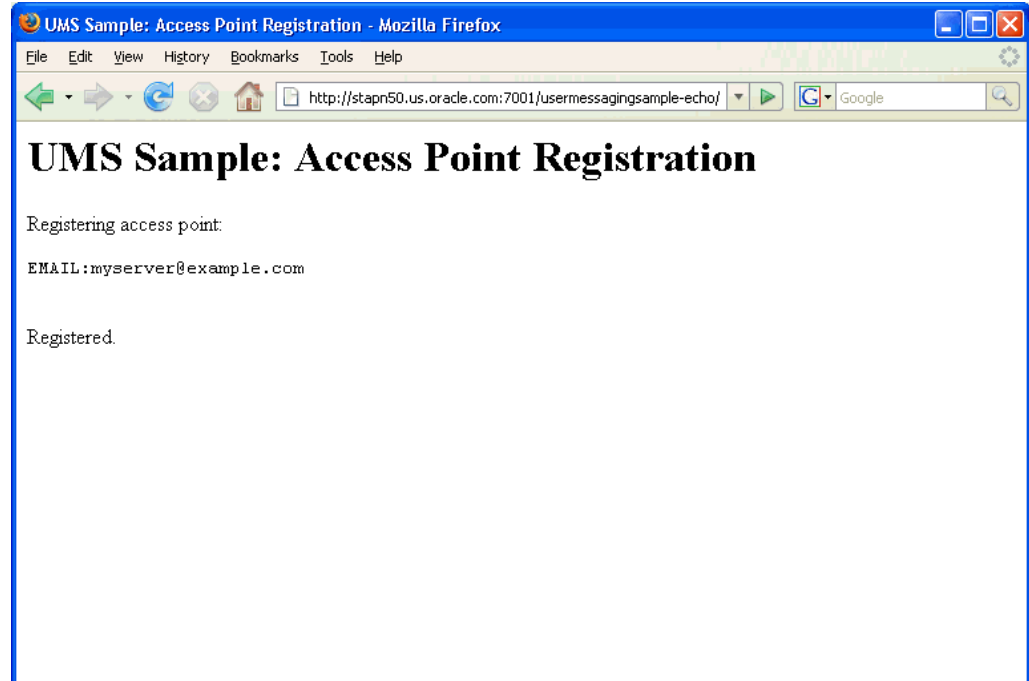 UMS Sample: Access Point Registration - Mozilla Firefox
File Edit View History Bookmarks Tools Help
http://stapn50.us.oracle.com:7001/usermessagingsample-echo/ G Google
UMS Sample: Access Point Registration
Registering access point:
EMAIL:myserver@example.com
Registered.